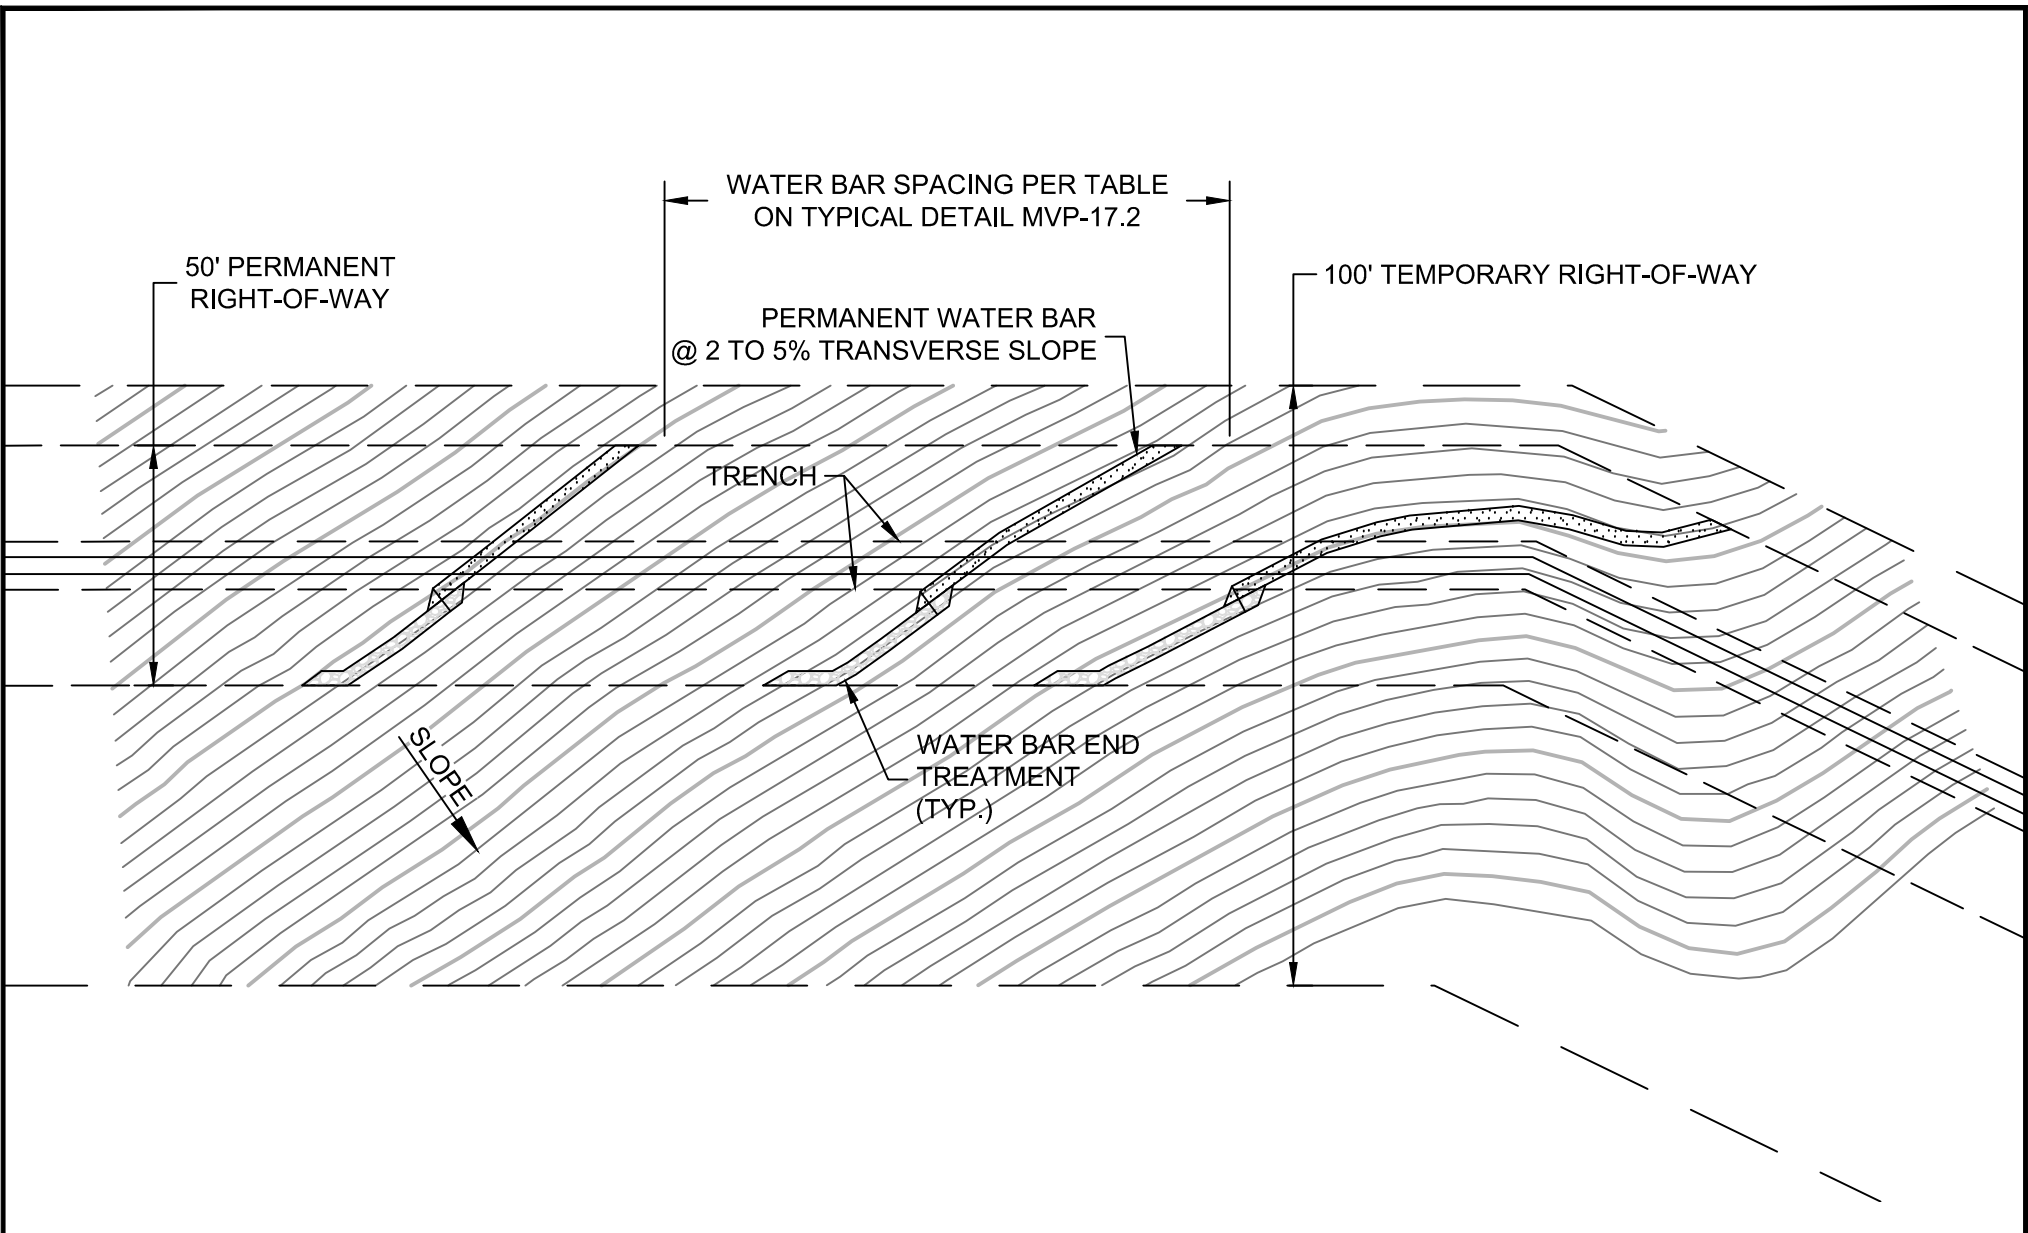 WATER BAR SPACING PER TABLE
ON TYPICAL DETAIL MVP-17.2
50' PERMANENT
RIGHT-OF-WAY
100' TEMPORARY RIGHT-OF-WAY
PERMANENT WATER BAR
@ 2 TO 5% TRANSVERSE SLOPE
TRENCH
SLOPE
WATER BAR END
TREATMENT
(TYP.)